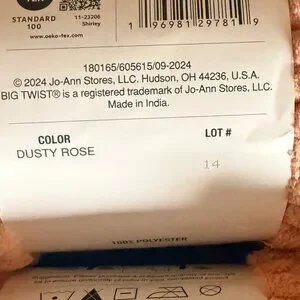 STANDARD
100
11-23206
Shirley
www.oeko-tex.com
1 96981 29781 9
180165/605615/09-2024
© 2024 Jo-Ann Stores, LLC. Hudson, OH 44236, U.S.A.
BIG TWIST® is a registered trademark of Jo-Ann Stores, LLC.
Made in India.
COLOR
DUSTY ROSE
LOT #
14
100% POLYESTER